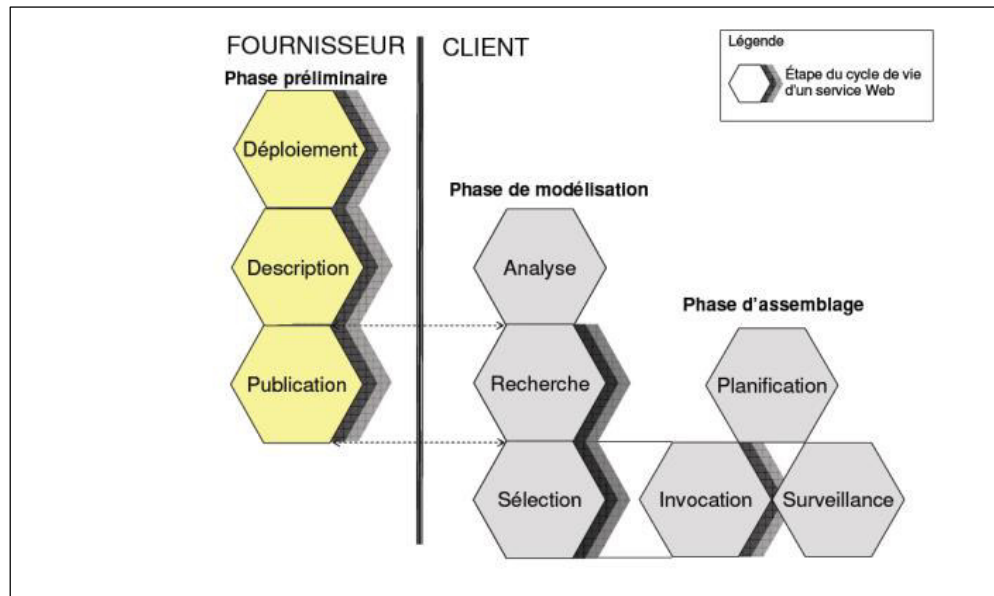 FOURNISSEUR
CLIENT
Légende
Étape du cycle de vie
d'un service Web
Phase préliminaire
Déploiement
Description
Publication
Phase de modélisation
Analyse
Recherche
Sélection
Phase d'assemblage
Planification
Invocation
Surveillance